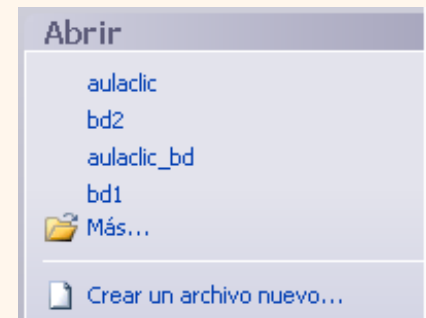 Abrir
aulaclic
bd2
aulaclic_bd
bd1
Más...
Crear un archivo nuevo...